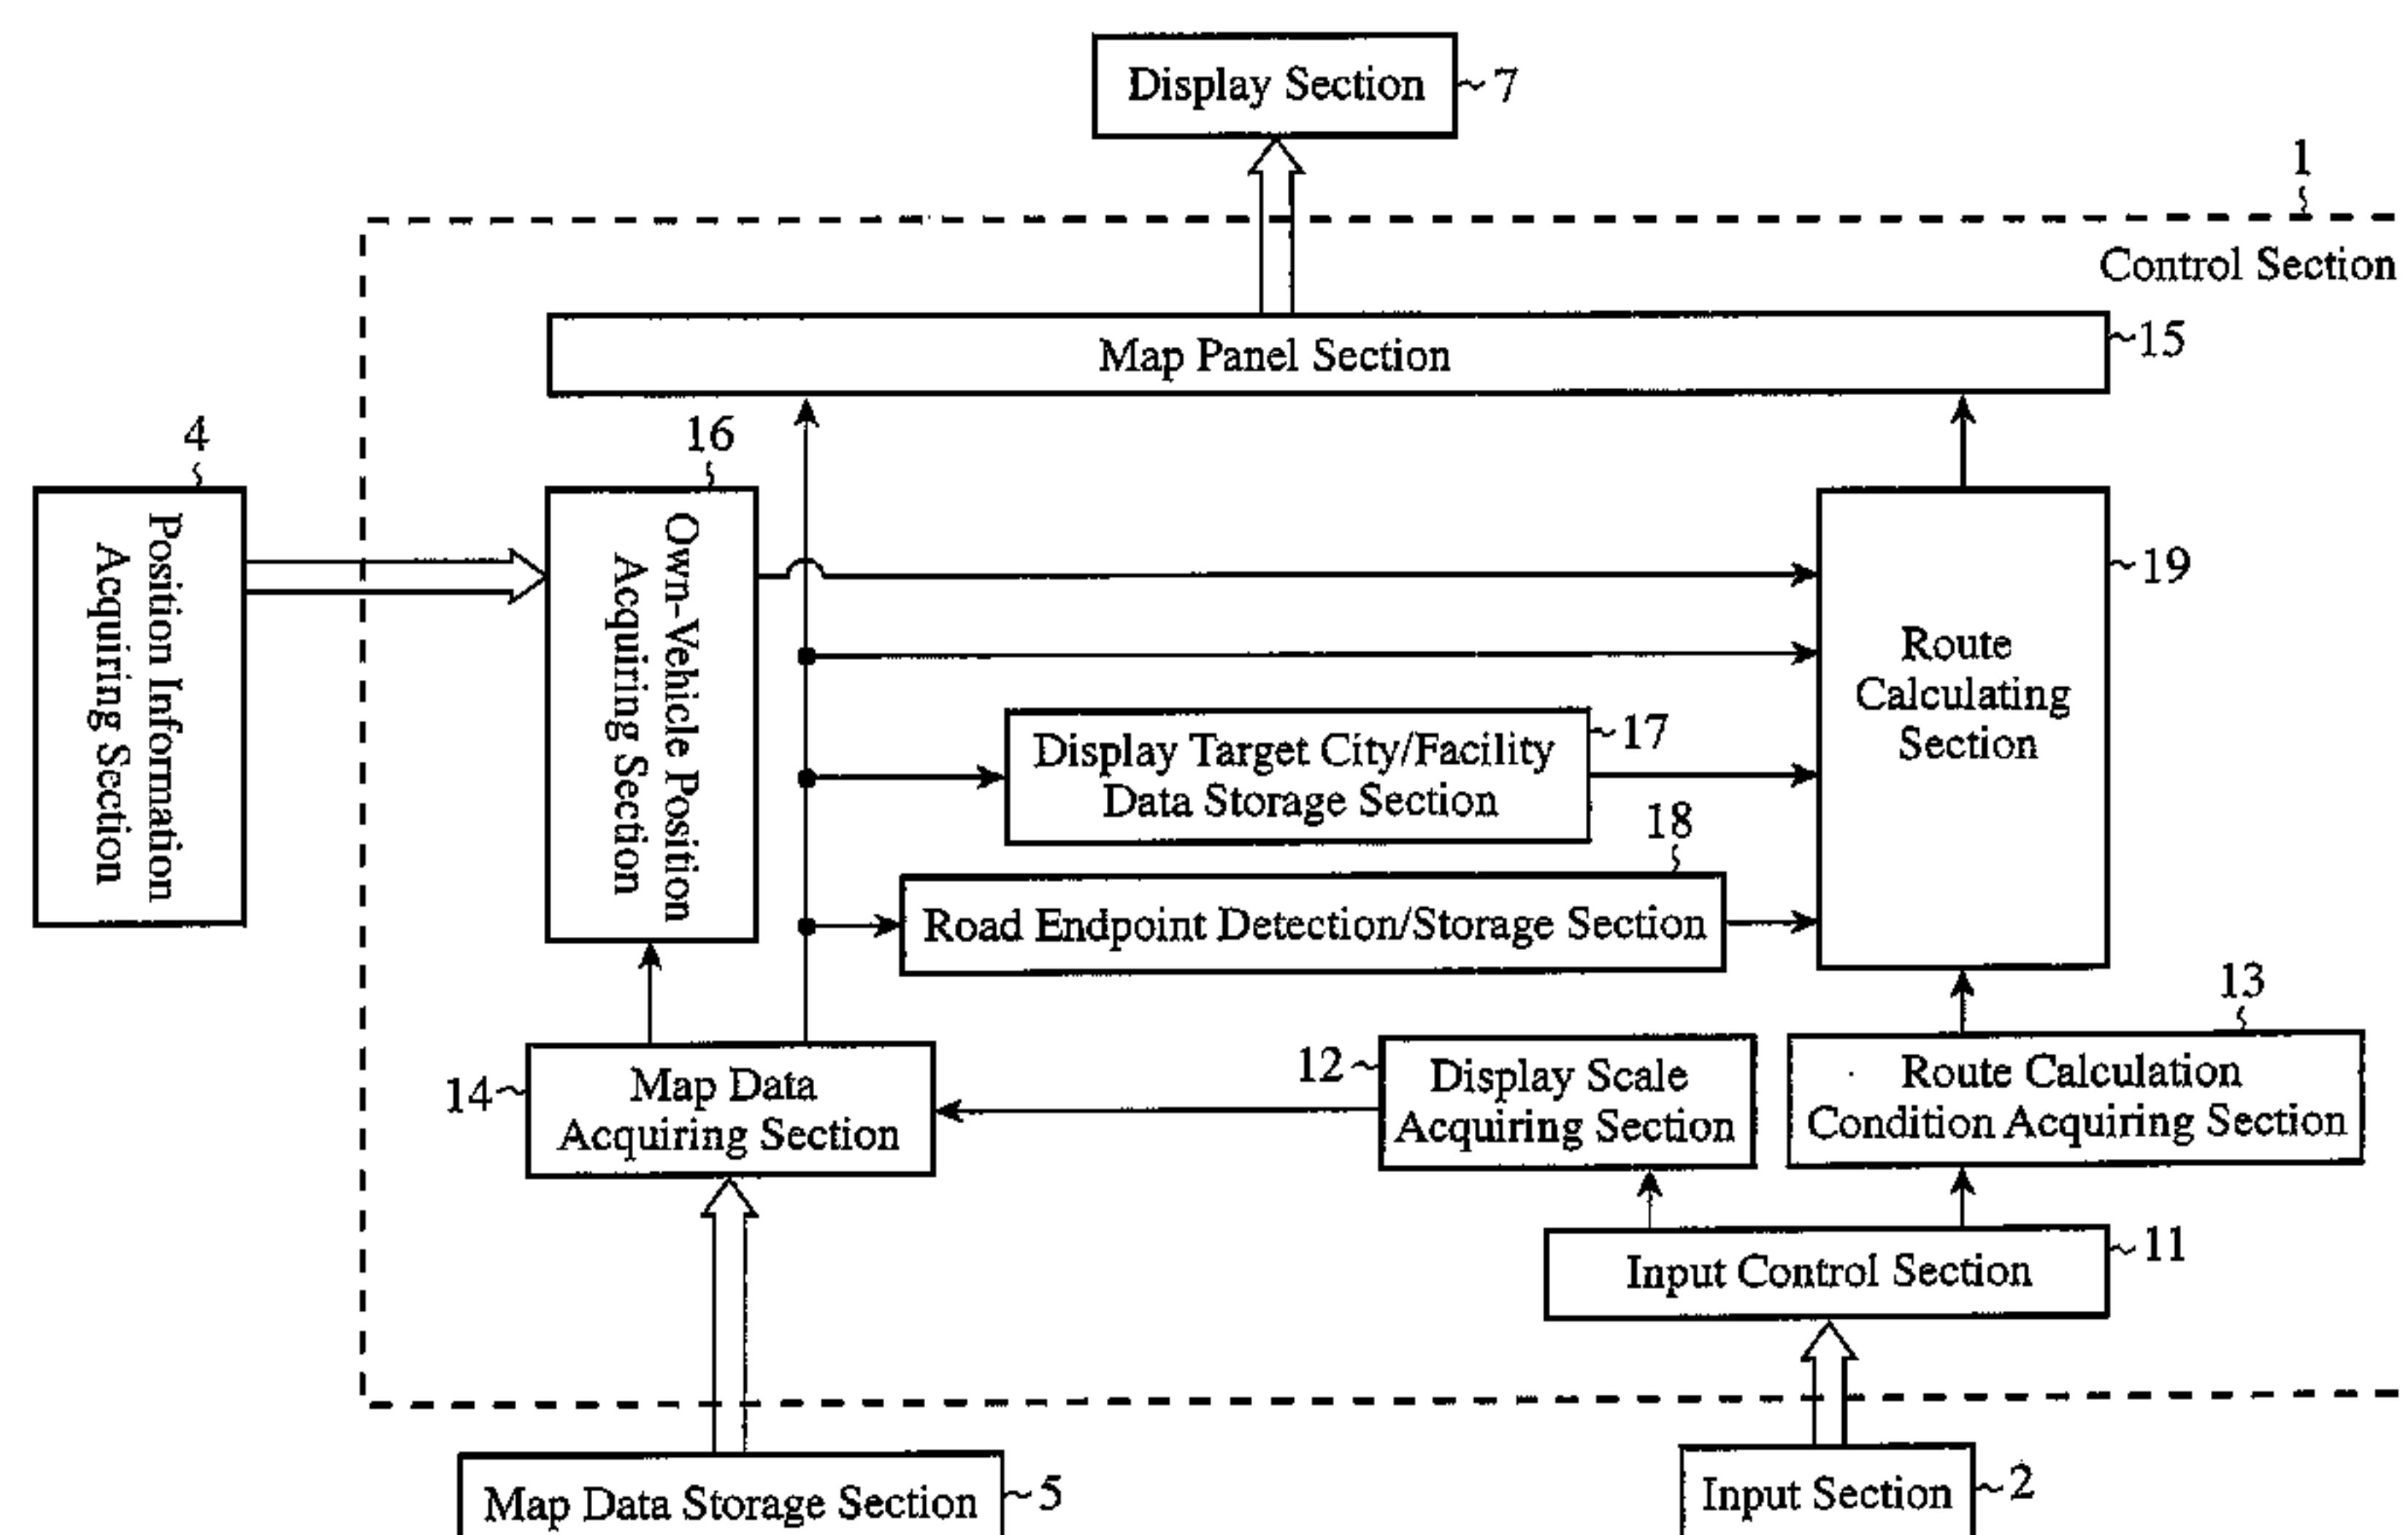 Display Section
7
1
Control Section
Map Panel Section
15
4
16
Position Information
Acquiring Section
Own-Vehicle Position
Acquiring Section
19
Route
Calculating
Section
17
Display Target City/Facility
Data Storage Section
18
Road Endpoint Detection/Storage Section
13
14
Map Data
Acquiring Section
12
Display Scale
Acquiring Section
Route Calculation
Condition Acquiring Section
11
Input Control Section
Map Data Storage Section
5
Input Section
2